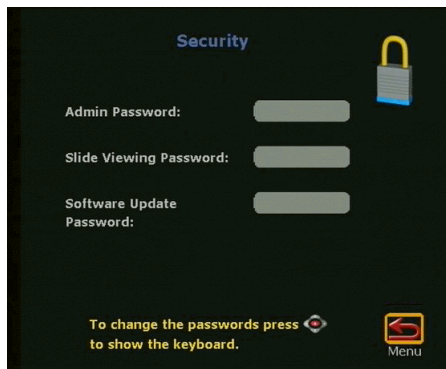 Security
Admin Password:
Slide Viewing Password:
Software Update
Password:
To change the passwords press
to show the keyboard.
Menu